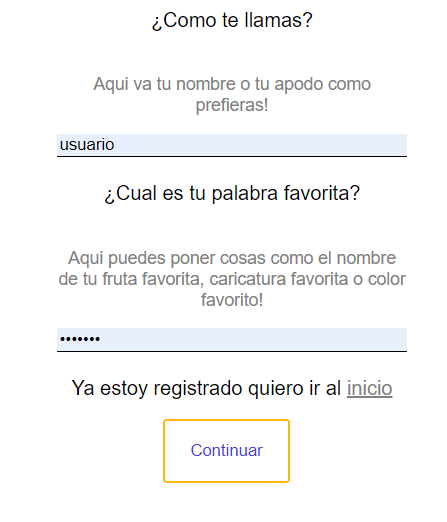 ¿Como te llamas?
Aqui va tu nombre o tu apodo como
prefieras!
usuario
¿Cual es tu palabra favorita?
Aqui puedes poner cosas como el nombre
de tu fruta favorita, caricatura favorita o color
favorito!
•••••••
Ya estoy registrado quiero ir al inicio
Continuar